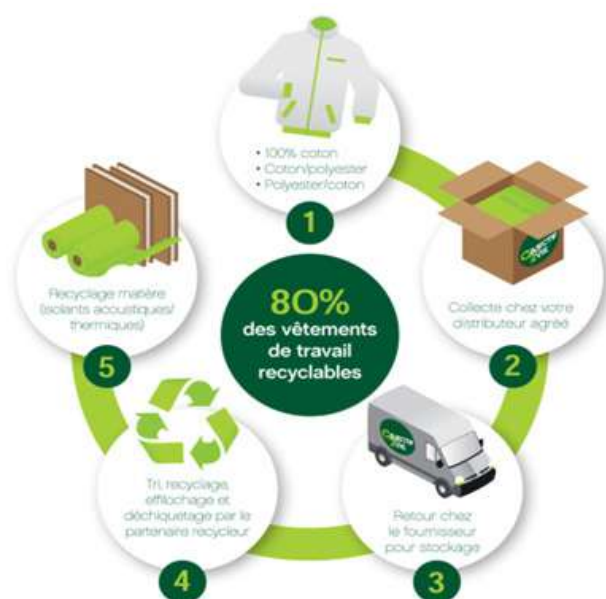 • 100% coton
• Coton/polyester
• Polyester/coton
1
Collecte chez votre
distributeur agréé
2
Retour chez
le fournisseur
pour stockage
3
Tri, recyclage,
effilochage et
déchiquetage par le
partenaire recycleur
4
Recyclage matière
(isolants acoustiques/
thermiques)
5
80%
des vêtements
de travail
recyclables